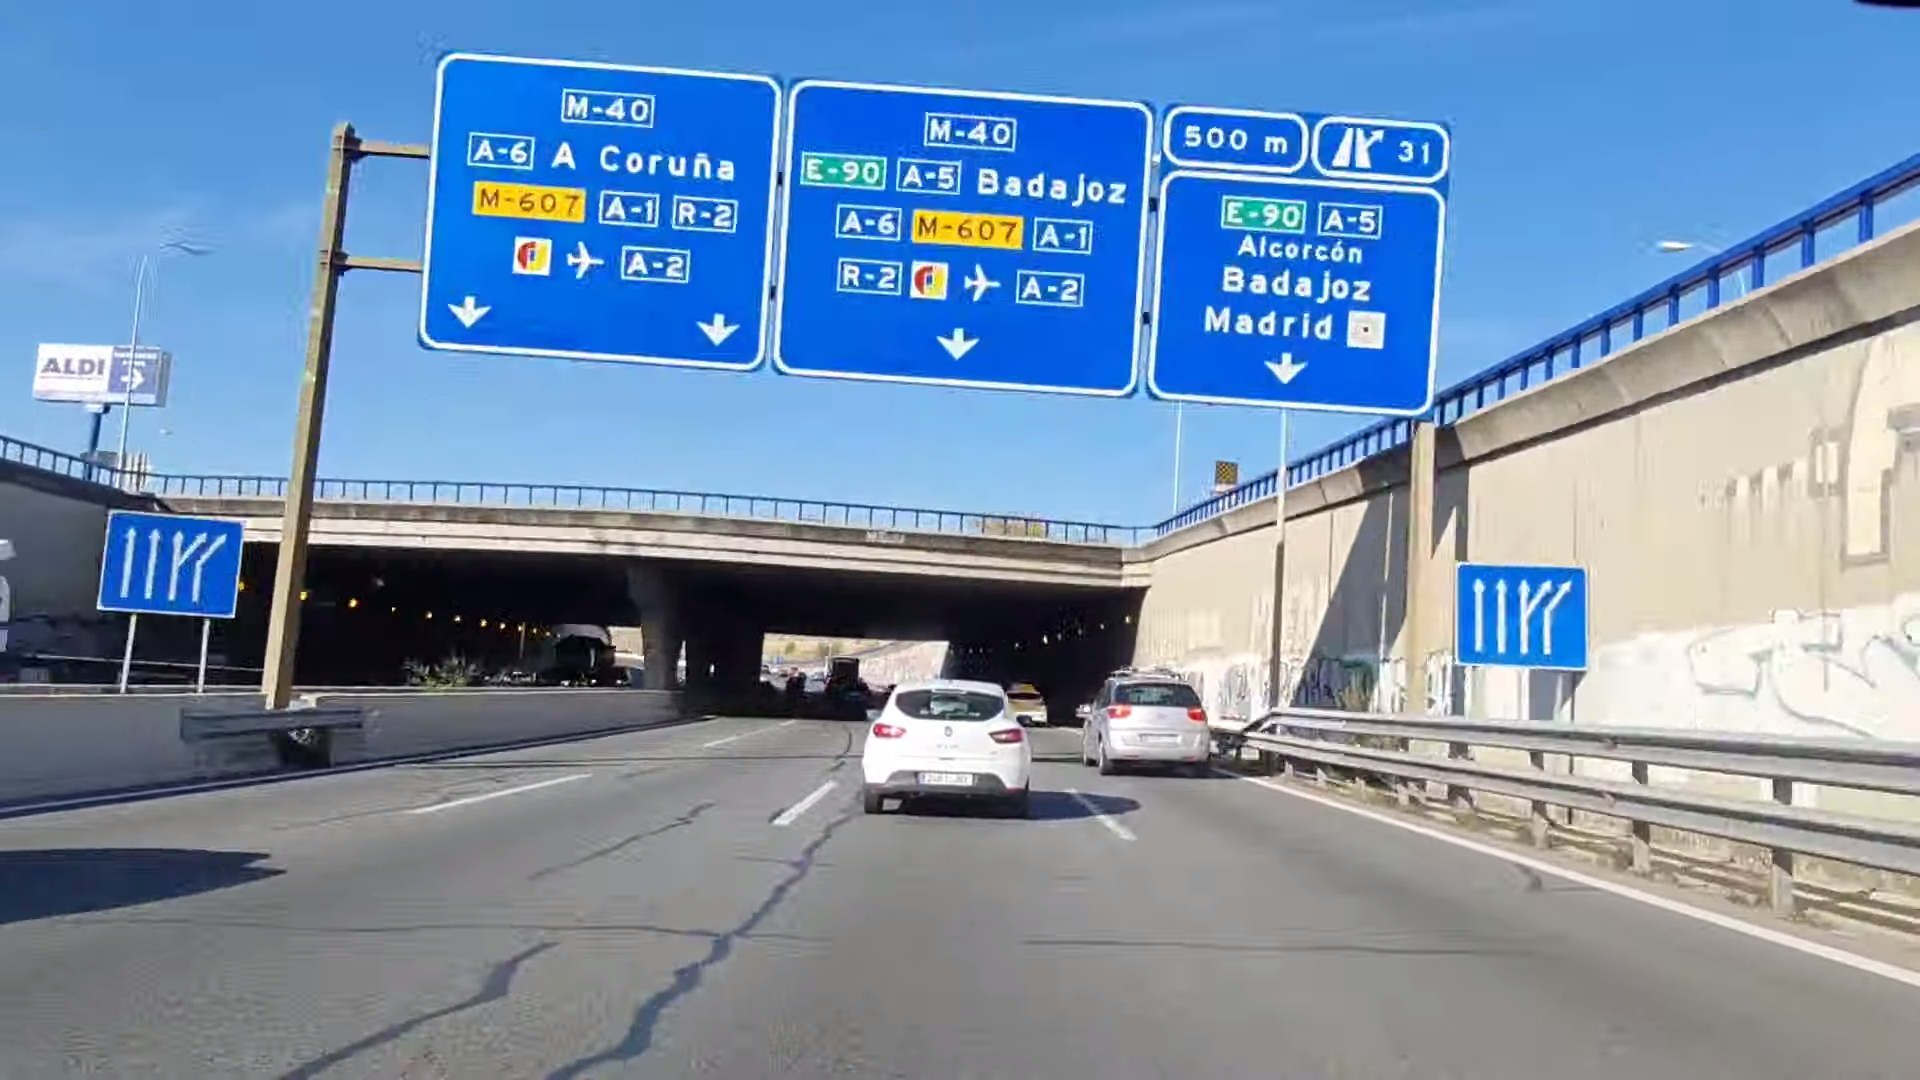 M-40
A-6 A Coruña
M-607 A-1 R-2
A-2
M-40
E-90 A-5 Badajoz
A-6 M-607 A-1
R-2 A-2
500 m 31
E-90 A-5
Alcorcón
Badajoz
Madrid
ALDI